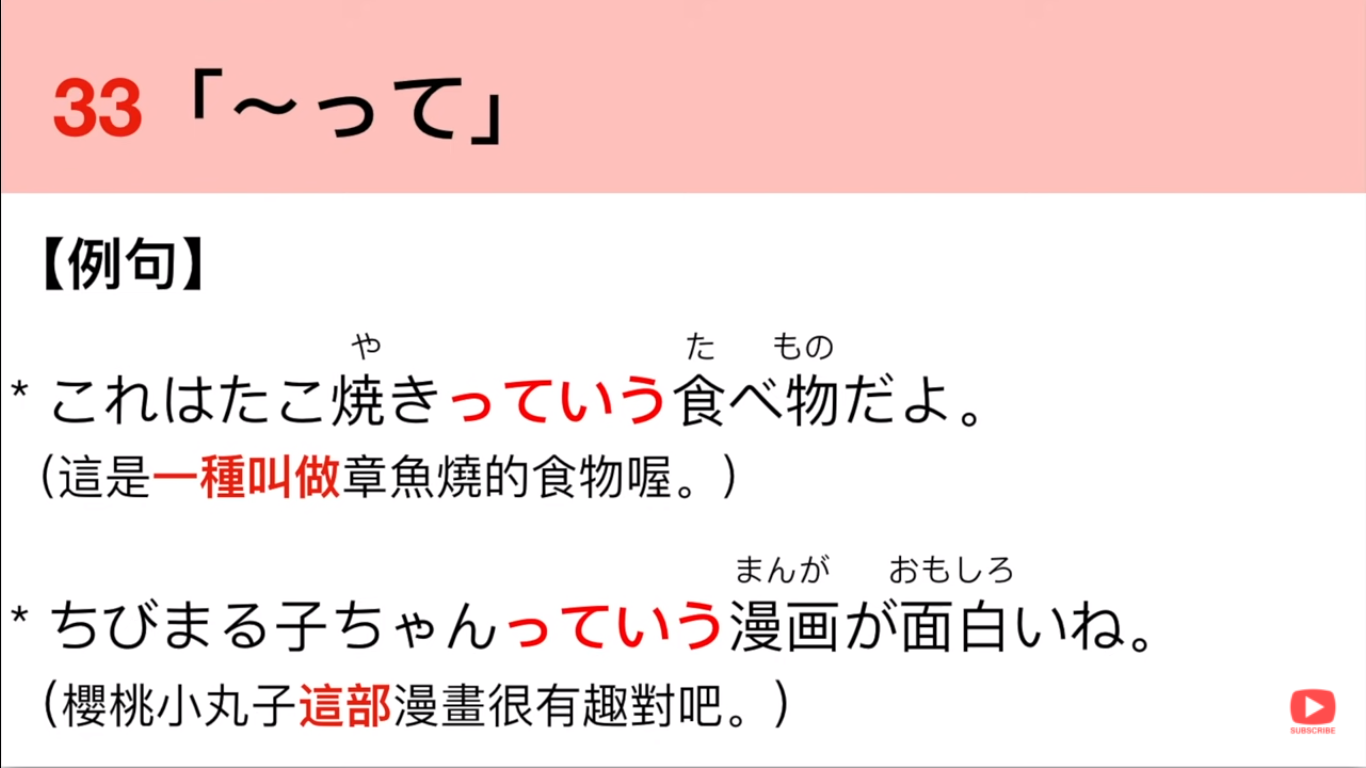 33「〜って」
【例句】
や た もの
* これはたこ焼きっていう食べ物だよ。
（這是一種叫做章魚燒的食物喔。）
まんが おもしろ
* ちびまる子ちゃんっていう漫画が面白いね。
（櫻桃小丸子這部漫畫很有趣對吧。）
SUBSCRIBE